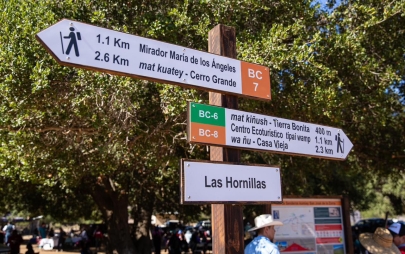 1.1 Km Mirador María de los Ángeles
2.6 Km mat kuatey - Cerro Grande
BC
7
BC-6
BC-8
mat kiñush - Tierra Bonita 400 m
Centro Ecoturístico tipai wamp 1.1 km
wa ñu - Casa Vieja 2.3 km
Las Hornillas